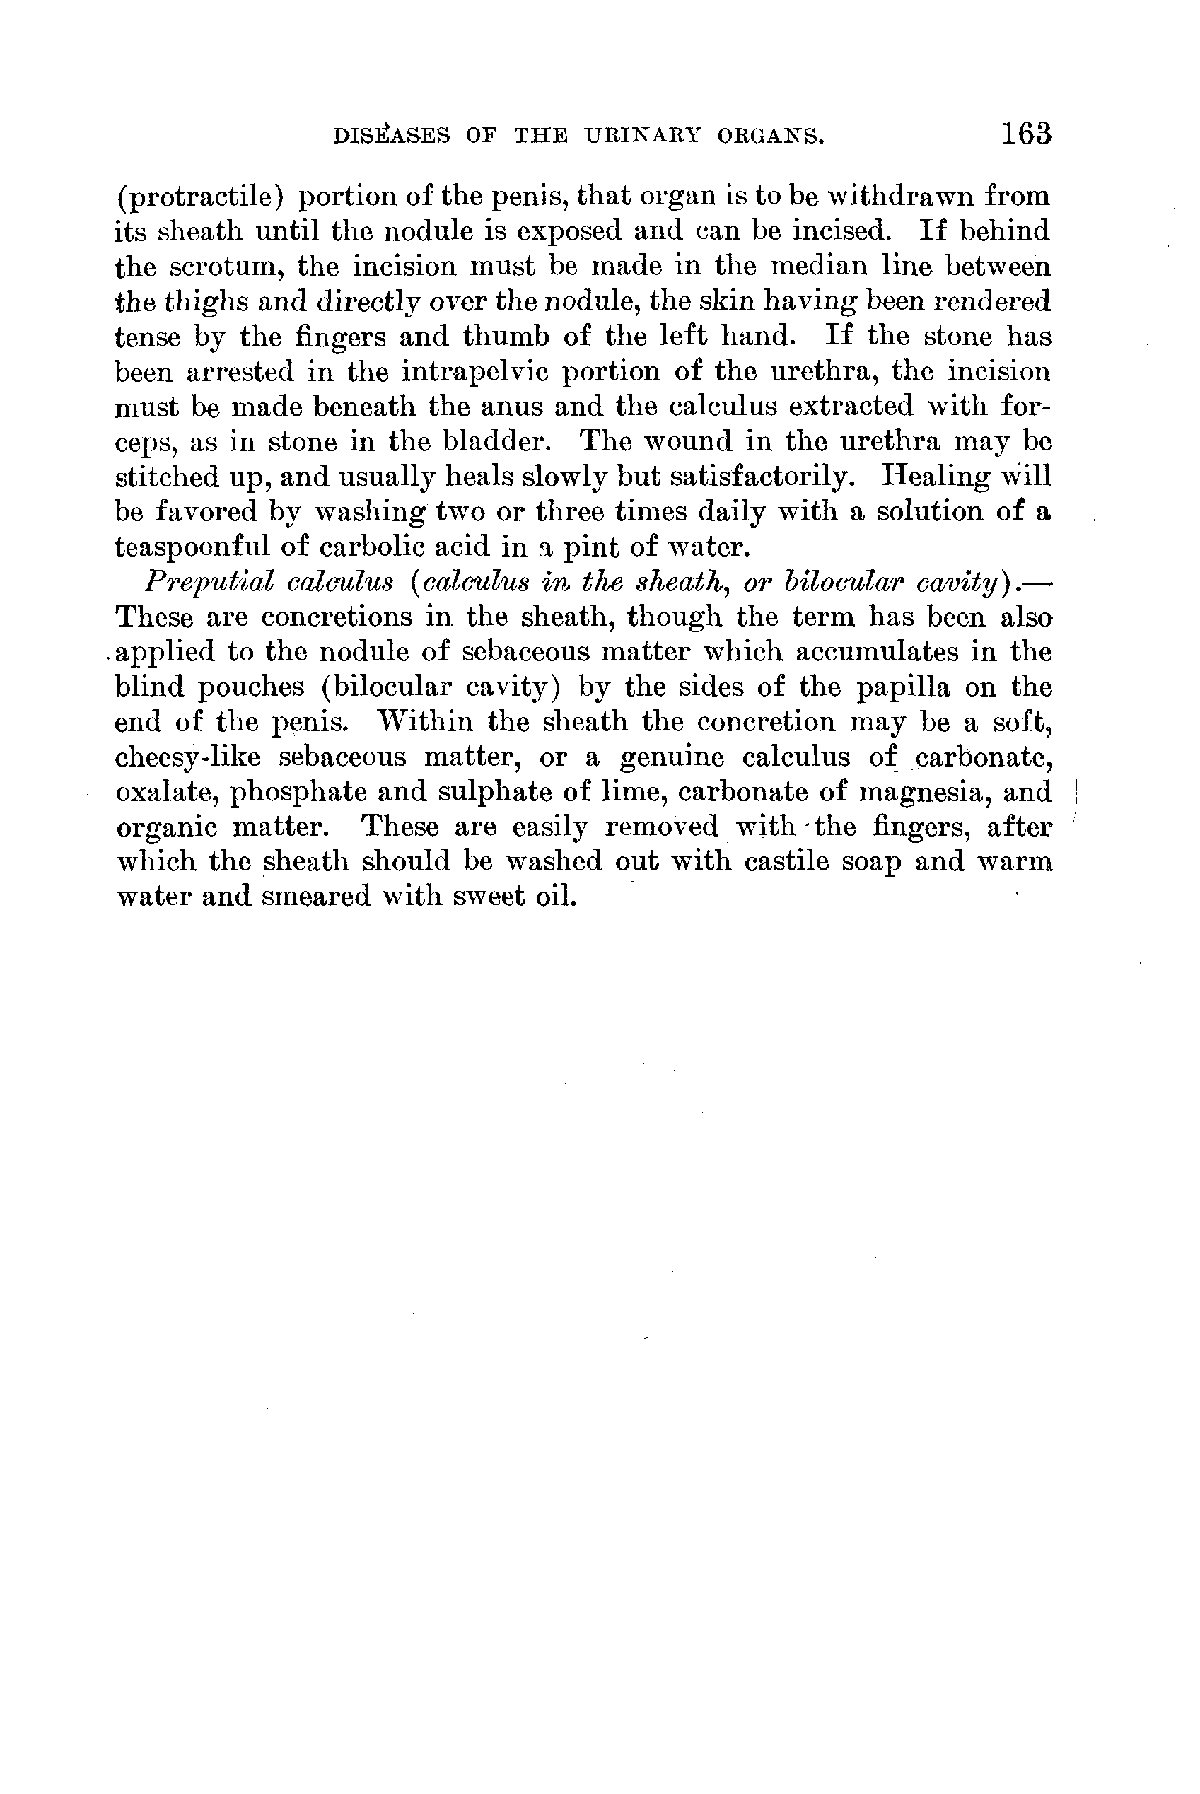 DISEASES OF THE URINARY ORGANS. 163
(protractile) portion of the penis, that organ is to be withdrawn from
its sheath until the nodule is exposed and can be incised. If behind
the scrotum, the incision must be made in the median line between
the thighs and directly over the nodule, the skin having been rendered
tense by the fingers and thumb of the left hand. If the stone has
been arrested in the intrapelvic portion of the urethra, the incision
must be made beneath the anus and the calculus extracted with for-
ceps, as in stone in the bladder. The wound in the urethra may be
stitched up, and usually heals slowly but satisfactorily. Healing will
be favored by washing two or three times daily with a solution of a
teaspoonful of carbolic acid in a pint of water.
Preputial calculus (calculus in the sheath, or bilocular cavity).—
These are concretions in the sheath, though the term has been also
applied to the nodule of sebaceous matter which accumulates in the
blind pouches (bilocular cavity) by the sides of the papilla on the
end of the penis. Within the sheath the concretion may be a soft,
cheesy-like sebaceous matter, or a genuine calculus of carbonate,
oxalate, phosphate and sulphate of lime, carbonate of magnesia, and
organic matter. These are easily removed with the fingers, after
which the sheath should be washed out with castile soap and warm
water and smeared with sweet oil.